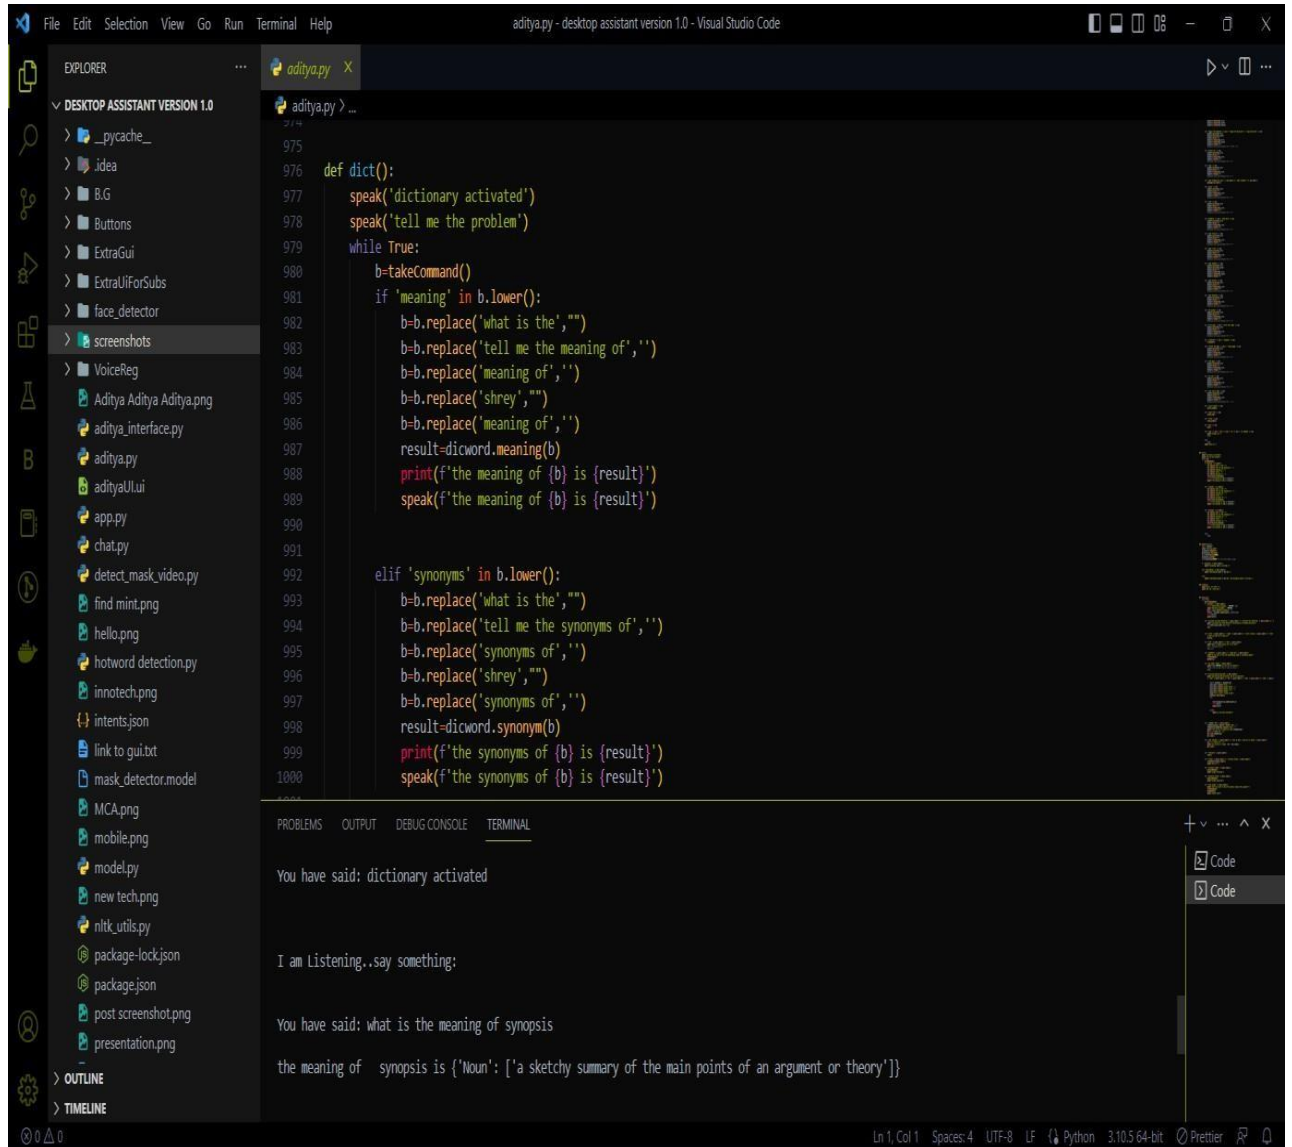 File Edit Selection View Go Run Terminal Help
aditya.py - desktop assistant version 1.0 - Visual Studio Code
EXPLORER
DESKTOP ASSISTANT VERSION 1.0
__pycache__
.idea
B.G
Buttons
ExtraGui
ExtraUiForSubs
face_detector
screenshots
VoiceReg
Aditya Aditya Aditya.png
aditya_interface.py
aditya.py
adityaUI.ui
app.py
chat.py
detect_mask_video.py
find mint.png
hello.png
hotword detection.py
innotech.png
intents.json
link to gui.txt
mask_detector.model
MCA.png
mobile.png
model.py
new tech.png
nltk_utils.py
package-lock.json
package.json
post screenshot.png
presentation.png
OUTLINE
TIMELINE
aditya.py X
aditya.py > ...
974
975
976 def dict():
977 speak('dictionary activated')
978 speak('tell me the problem')
979 while True:
980 b=takeCommand()
981 if 'meaning' in b.lower():
982 b=b.replace('what is the',"")
983 b=b.replace('tell me the meaning of','')
984 b=b.replace('meaning of','')
985 b=b.replace('shrey',"")
986 b=b.replace('meaning of','')
987 result=dicword.meaning(b)
988 print(f'the meaning of {b} is {result}')
989 speak(f'the meaning of {b} is {result}')
990
991
992 elif 'synonyms' in b.lower():
993 b=b.replace('what is the',"")
994 b=b.replace('tell me the synonyms of','')
995 b=b.replace('synonyms of','')
996 b=b.replace('shrey',"")
997 b=b.replace('synonyms of','')
998 result=dicword.synonym(b)
999 print(f'the synonyms of {b} is {result}')
1000 speak(f'the synonyms of {b} is {result}')
PROBLEMS OUTPUT DEBUG CONSOLE TERMINAL
Code
Code
You have said: dictionary activated
I am Listening..say something:
You have said: what is the meaning of synopsis
the meaning of   synopsis is {'Noun': ['a sketchy summary of the main points of an argument or theory']}
0 0
Ln 1, Col 1 Spaces: 4 UTF-8 LF Python 3.10.5 64-bit Prettier